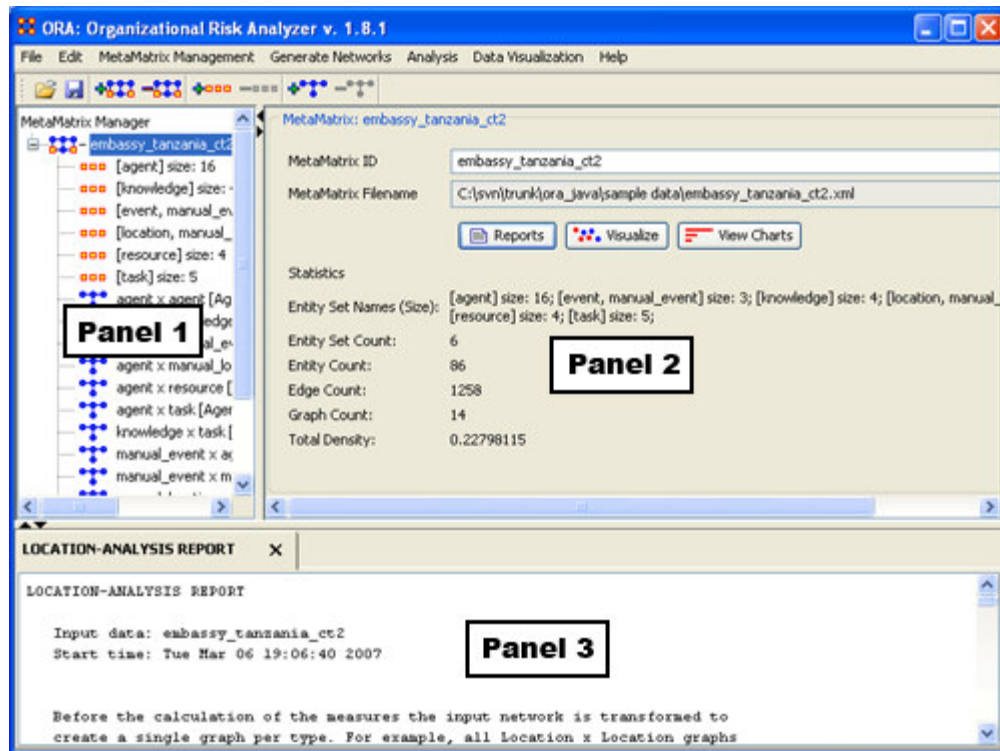 ORA: Organizational Risk Analyzer v. 1.8.1
File Edit MetaMatrix Management Generate Networks Analysis Data Visualization Help
MetaMatrix Manager
embassy_tanzania_ct2
[agent] size: 16
[knowledge] size:
[event, manual_ev
[location, manual_
[resource] size: 4
[task] size: 5
agent x agent [Ag
Panel 1
agent x manual_lo
agent x resource [
agent x task [Agen
knowledge x task [
manual_event x ag
manual_event x m
MetaMatrix: embassy_tanzania_ct2
MetaMatrix ID embassy_tanzania_ct2
MetaMatrix Filename C:\svn\trunk\ora_java\sample data\embassy_tanzania_ct2.xml
Reports Visualize View Charts
Statistics
Entity Set Names (Size): [agent] size: 16; [event, manual_event] size: 3; [knowledge] size: 4; [location, manual_
[resource] size: 4; [task] size: 5;
Entity Set Count: 6
Entity Count: 86
Edge Count: 1258
Graph Count: 14
Total Density: 0.22798115
Panel 2
LOCATION-ANALYSIS REPORT X
LOCATION-ANALYSIS REPORT
Input data: embassy_tanzania_ct2
Start time: Tue Mar 06 19:06:40 2007
Panel 3
Before the calculation of the measures the input network is transformed to
create a single graph per type. For example, all Location x Location graphs